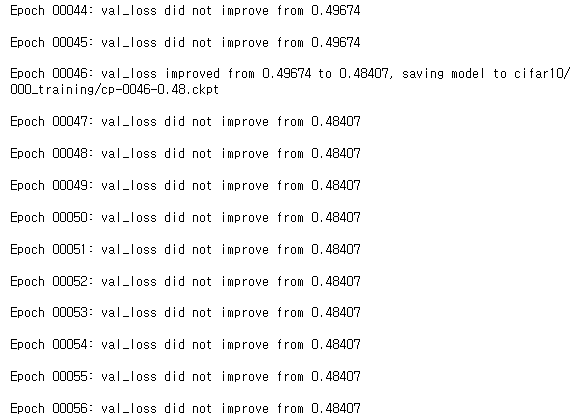 Epoch 00044: val_loss did not improve from 0.49674
Epoch 00045: val_loss did not improve from 0.49674
Epoch 00046: val_loss improved from 0.49674 to 0.48407, saving model to cifar10/
000_training/cp-0046-0.48.ckpt
Epoch 00047: val_loss did not improve from 0.48407
Epoch 00048: val_loss did not improve from 0.48407
Epoch 00049: val_loss did not improve from 0.48407
Epoch 00050: val_loss did not improve from 0.48407
Epoch 00051: val_loss did not improve from 0.48407
Epoch 00052: val_loss did not improve from 0.48407
Epoch 00053: val_loss did not improve from 0.48407
Epoch 00054: val_loss did not improve from 0.48407
Epoch 00055: val_loss did not improve from 0.48407
Epoch 00056: val_loss did not improve from 0.48407